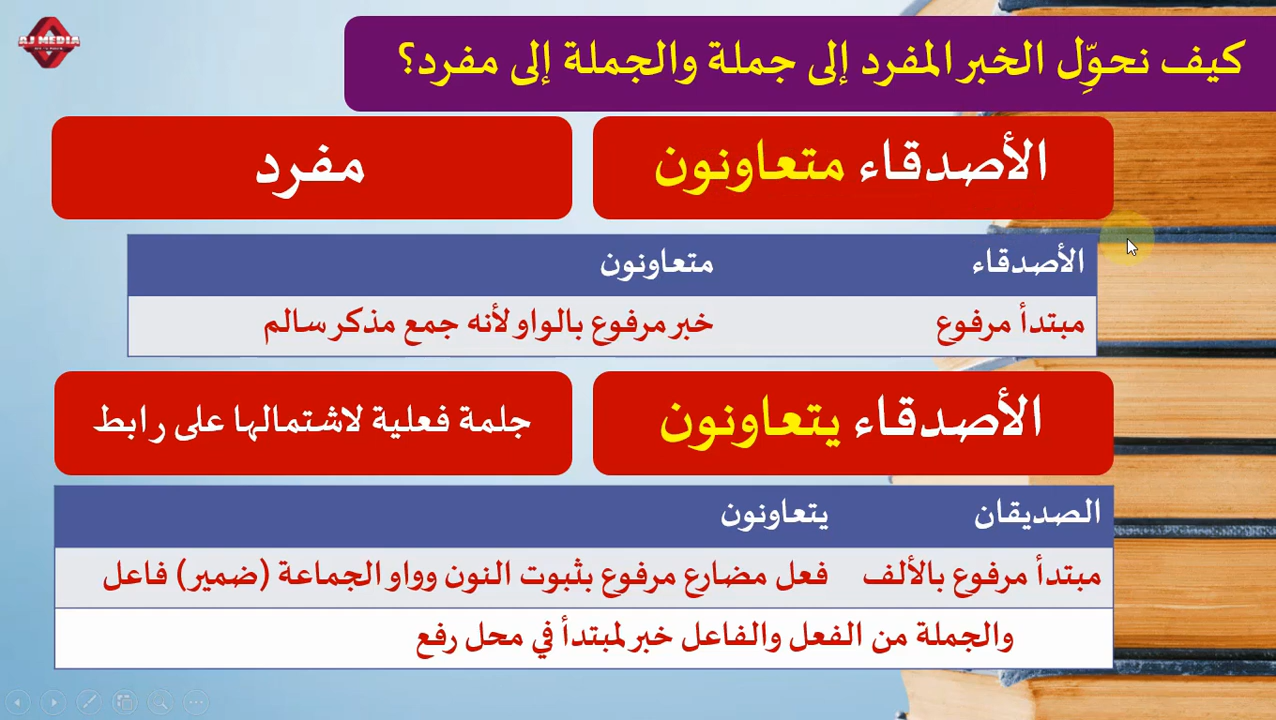 AJ MEDIA
كيف نحوِّل الخبر المفرد إلى جملة والجملة إلى مفرد؟
الأصدقاء متعاونون
مفرد
الأصدقاء متعاونون
مبتدأ مرفوع خبر مرفوع بالواو لأنه جمع مذكر سالم
الأصدقاء يتعاونون
جلمة فعلية لاشتمالها على رابط
الصديقان يتعاونون
مبتدأ مرفوع بالألف فعل مضارع مرفوع بثبوت النون وواو الجماعة (ضمير) فاعل
والجملة من الفعل والفاعل خبر لمبتدأ في محل رفع